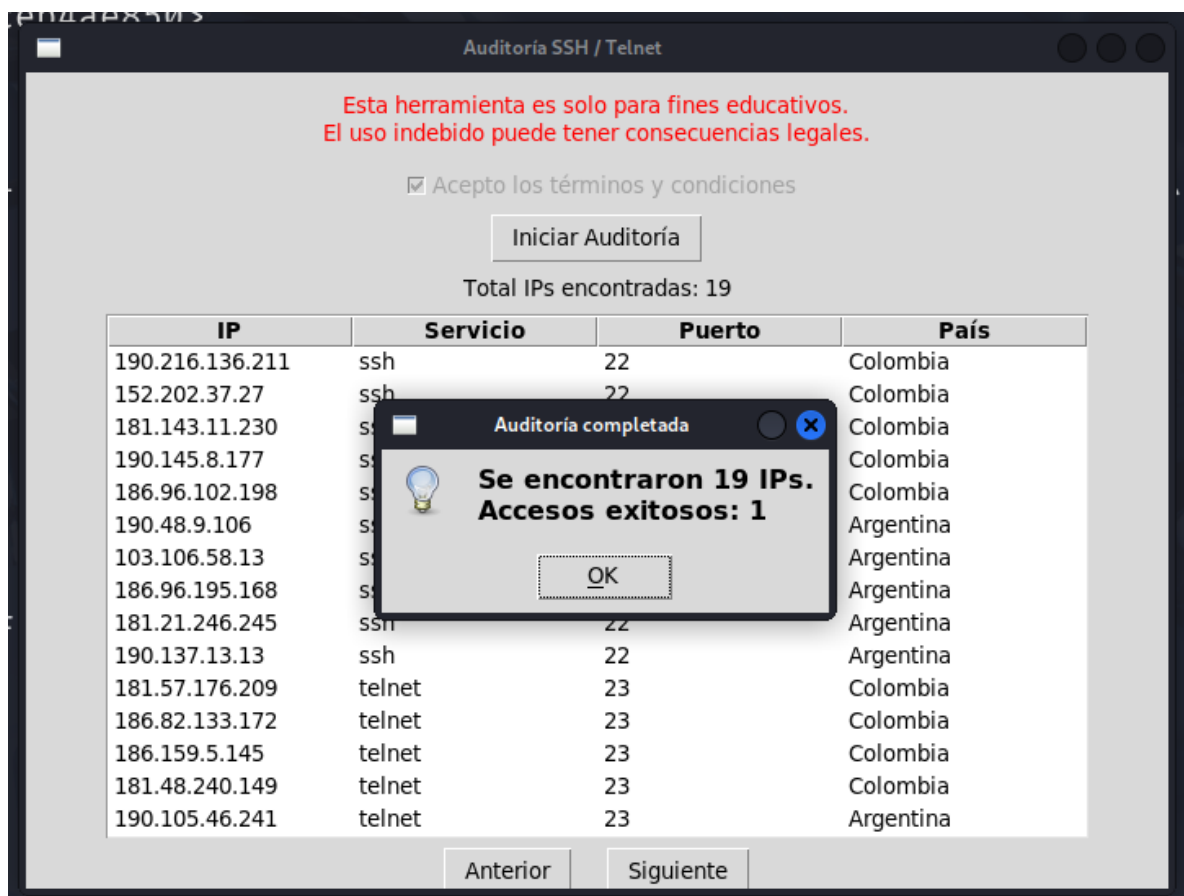 Auditoría SSH / Telnet
Esta herramienta es solo para fines educativos.
El uso indebido puede tener consecuencias legales.
Acepto los términos y condiciones
Iniciar Auditoría
Total IPs encontradas: 19
IP Servicio Puerto País
190.216.136.211 ssh 22 Colombia
152.202.37.27 ssh 22 Colombia
181.143.11.230 Colombia
190.145.8.177 Colombia
186.96.102.198 Colombia
190.48.9.106 Argentina
103.106.58.13 Argentina
186.96.195.168 Argentina
181.21.246.245 ssh 22 Argentina
190.137.13.13 ssh 22 Argentina
181.57.176.209 telnet 23 Colombia
186.82.133.172 telnet 23 Colombia
186.159.5.145 telnet 23 Colombia
181.48.240.149 telnet 23 Colombia
190.105.46.241 telnet 23 Argentina
Auditoría completada
Se encontraron 19 IPs.
Accesos exitosos: 1
OK
Anterior Siguiente